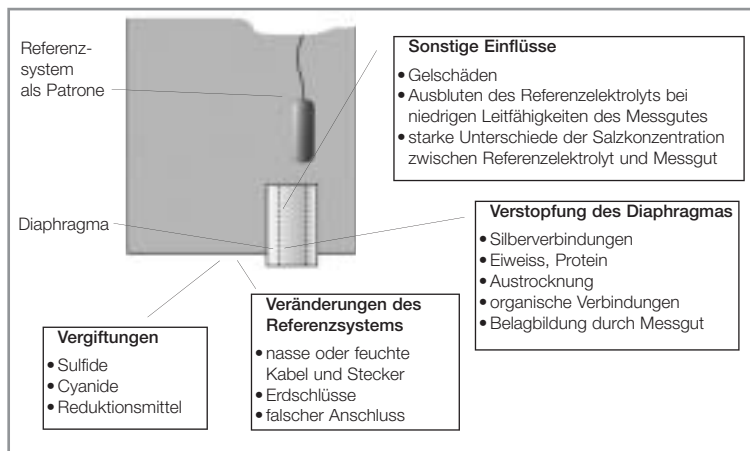 Referenz-
system
als Patrone
Diaphragma
Sonstige Einflüsse
• Gelschäden
• Ausbluten des Referenzelektrolyts bei
niedrigen Leitfähigkeiten des Messgutes
• starke Unterschiede der Salzkonzentration
zwischen Referenzelektrolyt und Messgut
Verstopfung des Diaphragmas
• Silberverbindungen
• Eiweiss, Protein
• Austrocknung
• organische Verbindungen
• Belagbildung durch Messgut
Veränderungen des
Referenzsystems
• nasse oder feuchte
Kabel und Stecker
• Erdschlüsse
• falscher Anschluss
Vergiftungen
• Sulfide
• Cyanide
• Reduktionsmittel